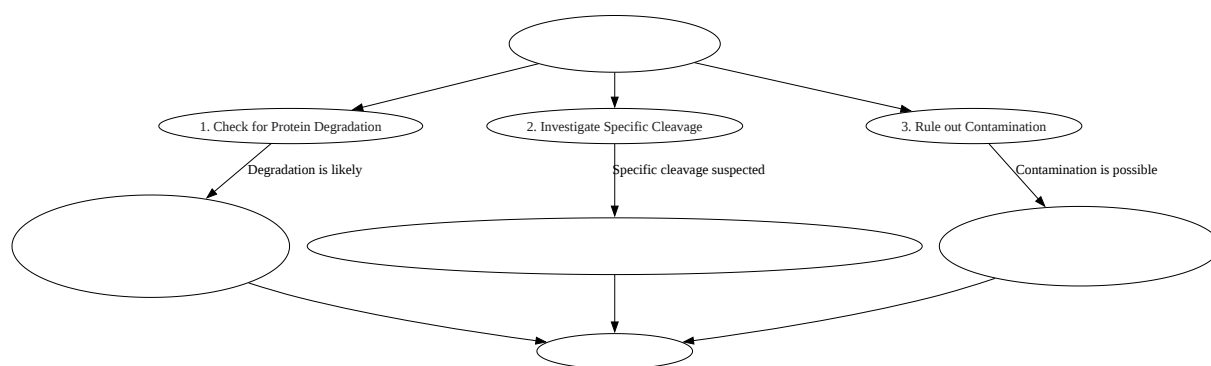 1. Check for Protein Degradation
2. Investigate Specific Cleavage
3. Rule out Contamination
Degradation is likely
Specific cleavage suspected
Contamination is possible